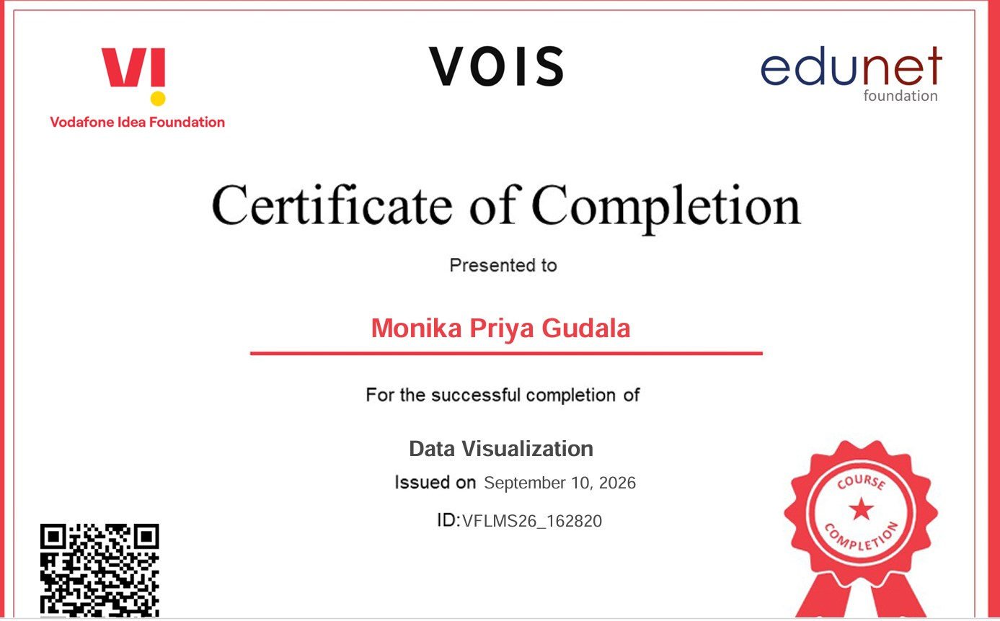 VI
Vodafone Idea Foundation
VOIS
edunet
foundation
Certificate of Completion
Presented to
Monika Priya Gudala
For the successful completion of
Data Visualization
Issued on September 10, 2026
ID:VFLMS26_162820
COURSE
COMPLETION